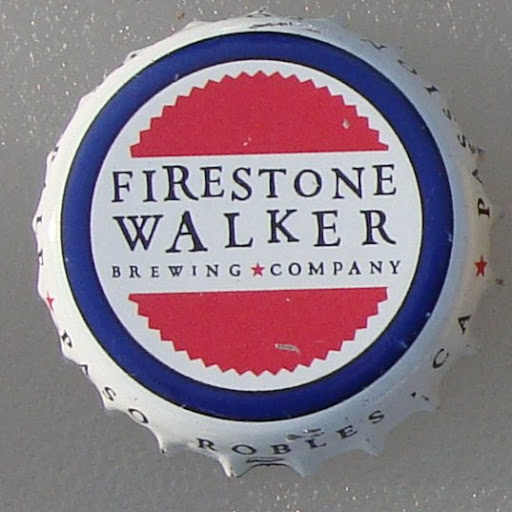 FIRESTONE
WALKER
BREWING ★ COMPANY
★ PASO ROBLES, CA ★